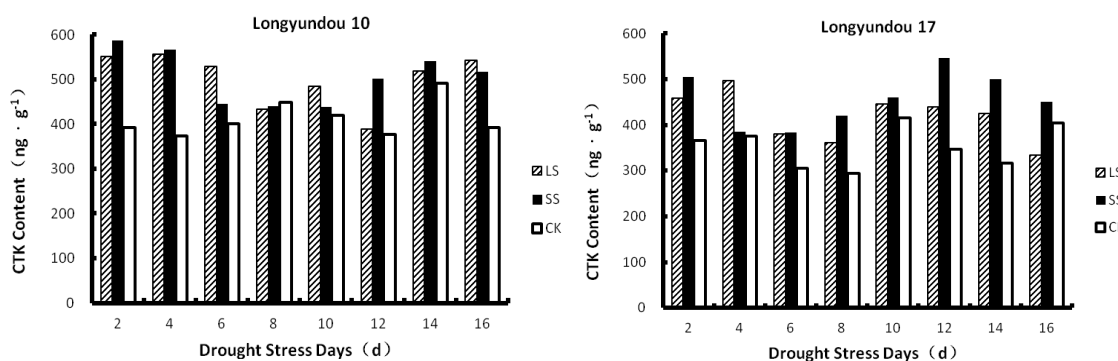 Longyundou 10
CTK Content（ng · g-1）
600
500
400
300
200
100
0
2 4 6 8 10 12 14 16
Drought Stress Days（d）
LS
SS
CK
Longyundou 17
CTK Content（ng · g-1）
600
500
400
300
200
100
0
2 4 6 8 10 12 14 16
Drought Stress Days（d）
LS